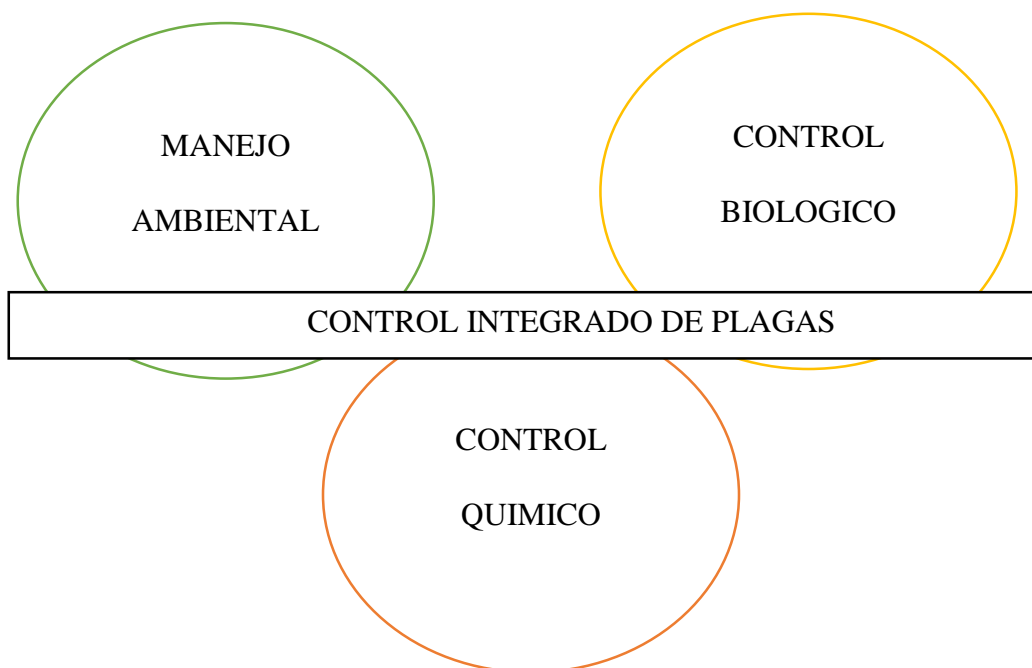 MANEJO
AMBIENTAL
CONTROL
BIOLOGICO
CONTROL INTEGRADO DE PLAGAS
CONTROL
QUIMICO